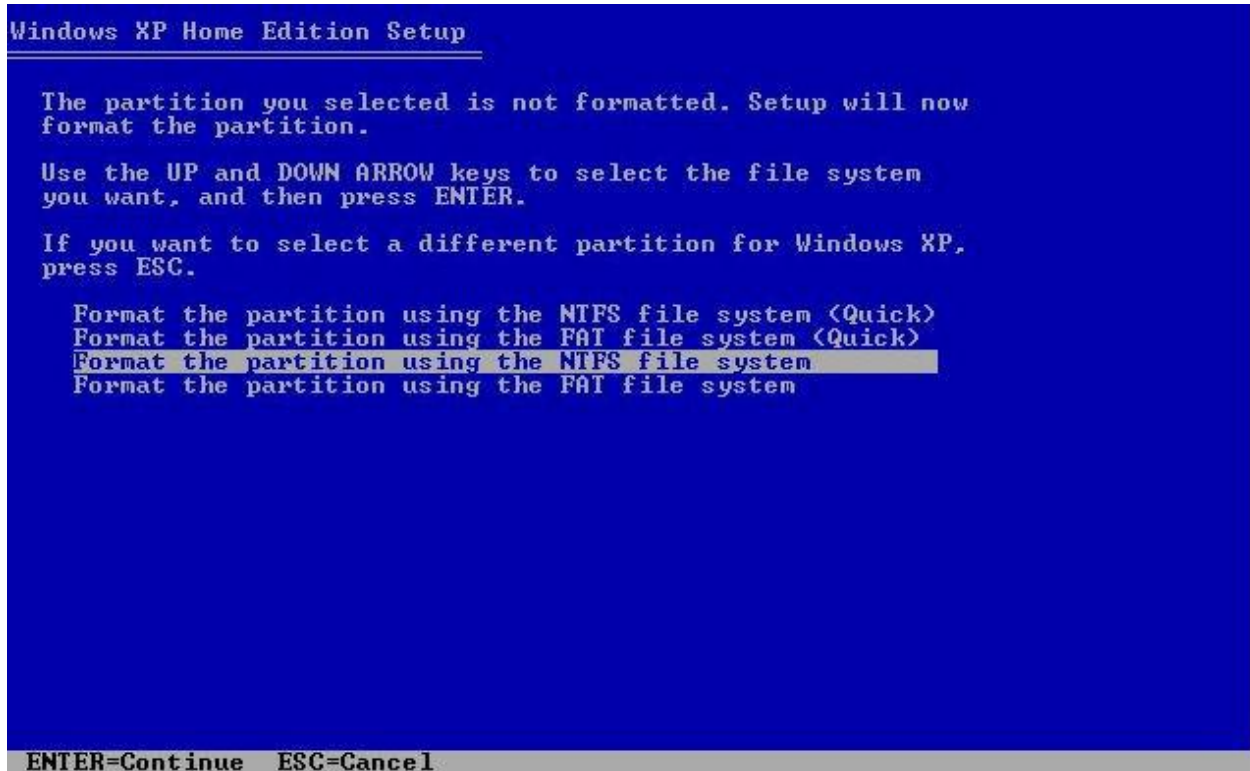 Windows XP Home Edition Setup
The partition you selected is not formatted. Setup will now
format the partition.
Use the UP and DOWN ARROW keys to select the file system
you want, and then press ENTER.
If you want to select a different partition for Windows XP,
press ESC.
Format the partition using the NTFS file system (Quick)
Format the partition using the FAT file system (Quick)
Format the partition using the NTFS file system
Format the partition using the FAT file system
ENTER=Continue ESC=Cancel